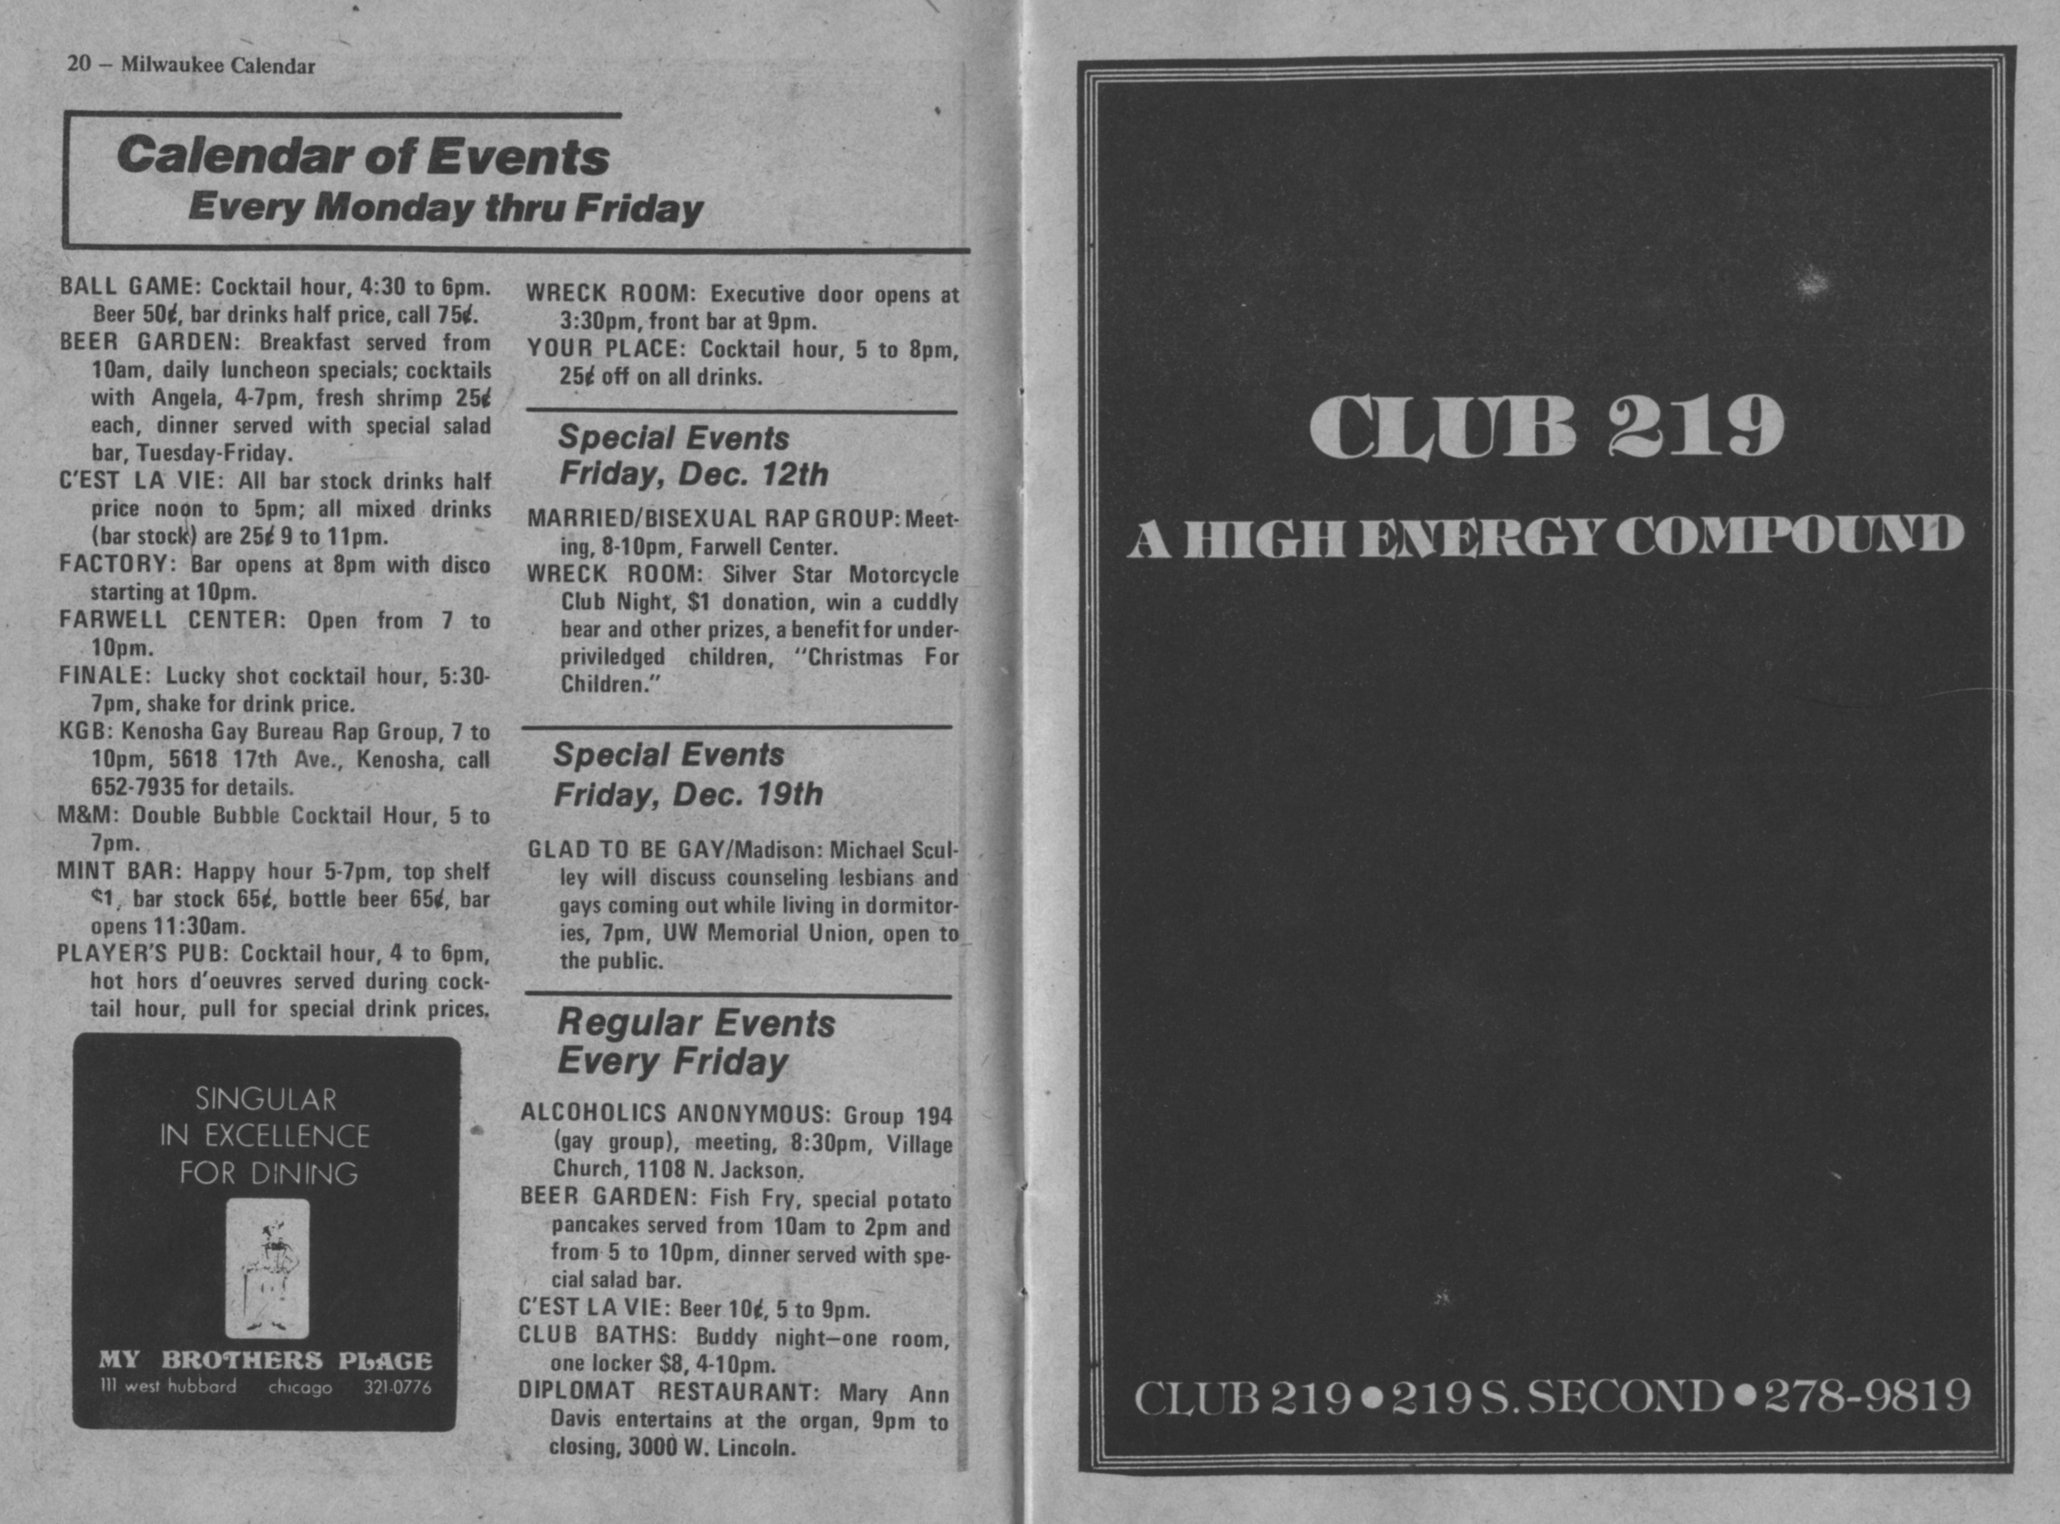 20 — Milwaukee Calendar
Calendar of Events
Every Monday thru Friday
BALL GAME: Cocktail hour, 4:30 to 6pm.
Beer 50¢, bar drinks half price, call 75¢.
BEER GARDEN: Breakfast served from
10am, daily luncheon specials; cocktails
with Angela, 4-7pm, fresh shrimp 25¢
each, dinner served with special salad
bar, Tuesday-Friday.
C'EST LA VIE: All bar stock drinks half
price noon to 5pm; all mixed drinks
(bar stock) are 25¢ 9 to 11pm.
FACTORY: Bar opens at 8pm with disco
starting at 10pm.
FARWELL CENTER: Open from 7 to
10pm.
FINALE: Lucky shot cocktail hour, 5:30-
7pm, shake for drink price.
KGB: Kenosha Gay Bureau Rap Group, 7 to
10pm, 5618 17th Ave., Kenosha, call
652-7935 for details.
M&M: Double Bubble Cocktail Hour, 5 to
7pm.
MINT BAR: Happy hour 5-7pm, top shelf
$1, bar stock 65¢, bottle beer 65¢, bar
opens 11:30am.
PLAYER'S PUB: Cocktail hour, 4 to 6pm,
hot hors d'oeuvres served during cock-
tail hour, pull for special drink prices.
SINGULAR
IN EXCELLENCE
FOR DINING
MY BROTHERS PLACE
111 west hubbard chicago 321-0776
WRECK ROOM: Executive door opens at
3:30pm, front bar at 9pm.
YOUR PLACE: Cocktail hour, 5 to 8pm,
25¢ off on all drinks.
Special Events
Friday, Dec. 12th
MARRIED/BISEXUAL RAP GROUP: Meet-
ing, 8-10pm, Farwell Center.
WRECK ROOM: Silver Star Motorcycle
Club Night, $1 donation, win a cuddly
bear and other prizes, a benefit for under-
priviledged children, "Christmas For
Children."
Special Events
Friday, Dec. 19th
GLAD TO BE GAY/Madison: Michael Scul-
ley will discuss counseling lesbians and
gays coming out while living in dormitor-
ies, 7pm, UW Memorial Union, open to
the public.
Regular Events
Every Friday
ALCOHOLICS ANONYMOUS: Group 194
(gay group), meeting, 8:30pm, Village
Church, 1108 N. Jackson.
BEER GARDEN: Fish Fry, special potato
pancakes served from 10am to 2pm and
from 5 to 10pm, dinner served with spe-
cial salad bar.
C'EST LA VIE: Beer 10¢, 5 to 9pm.
CLUB BATHS: Buddy night—one room,
one locker $8, 4-10pm.
DIPLOMAT RESTAURANT: Mary Ann
Davis entertains at the organ, 9pm to
closing, 3000 W. Lincoln.
CLUB 219
A HIGH ENERGY COMPOUND
CLUB 219 • 219 S. SECOND • 278-9819